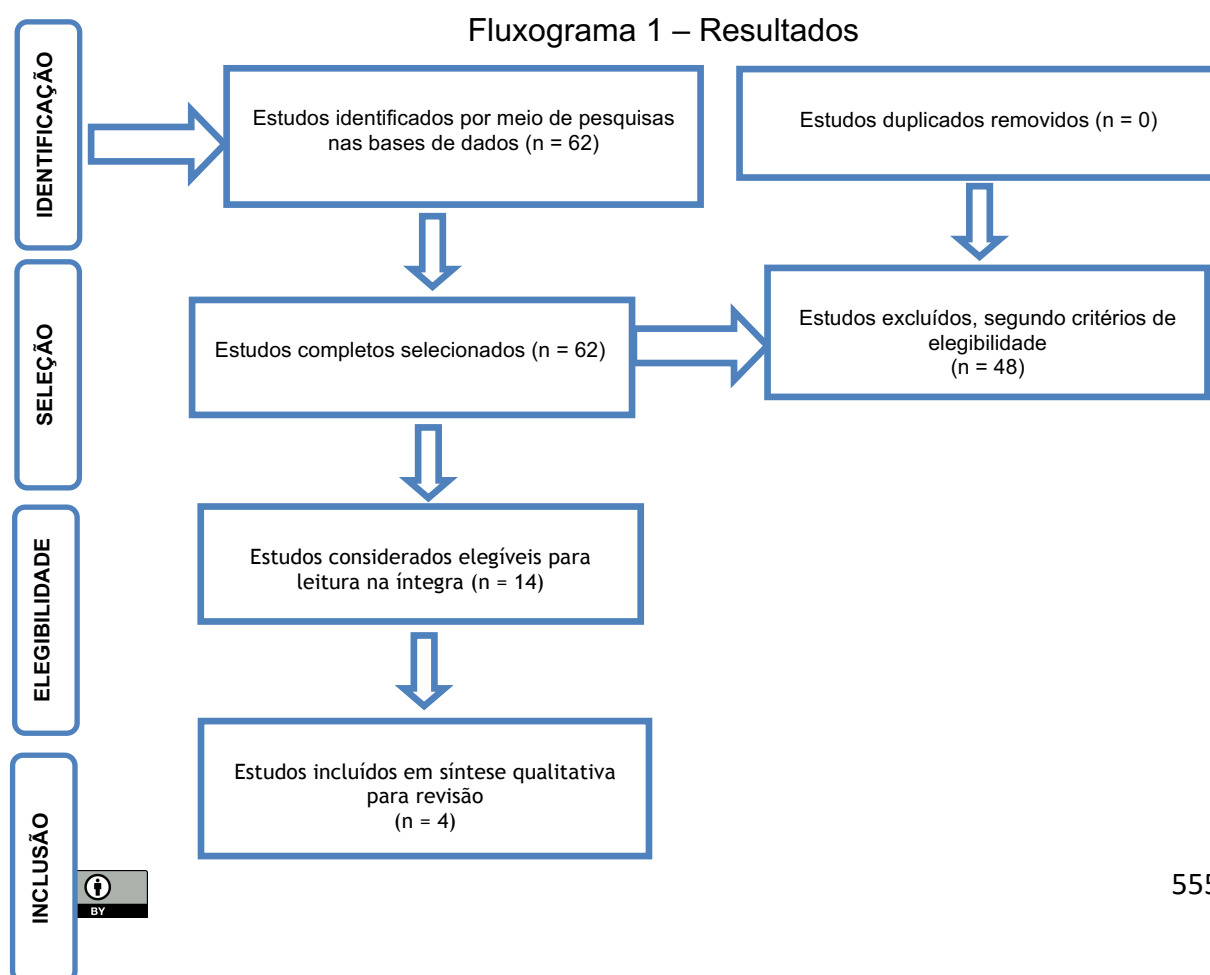 Fluxograma 1 – Resultados
IDENTIFICAÇÃO
Estudos identificados por meio de pesquisas
nas bases de dados (n = 62)
Estudos duplicados removidos (n = 0)
SELEÇÃO
Estudos completos selecionados (n = 62)
Estudos excluídos, segundo critérios de
elegibilidade
(n = 48)
ELEGIBILIDADE
Estudos considerados elegíveis para
leitura na íntegra (n = 14)
INCLUSÃO
Estudos incluídos em síntese qualitativa
para revisão
(n = 4)
BY
555